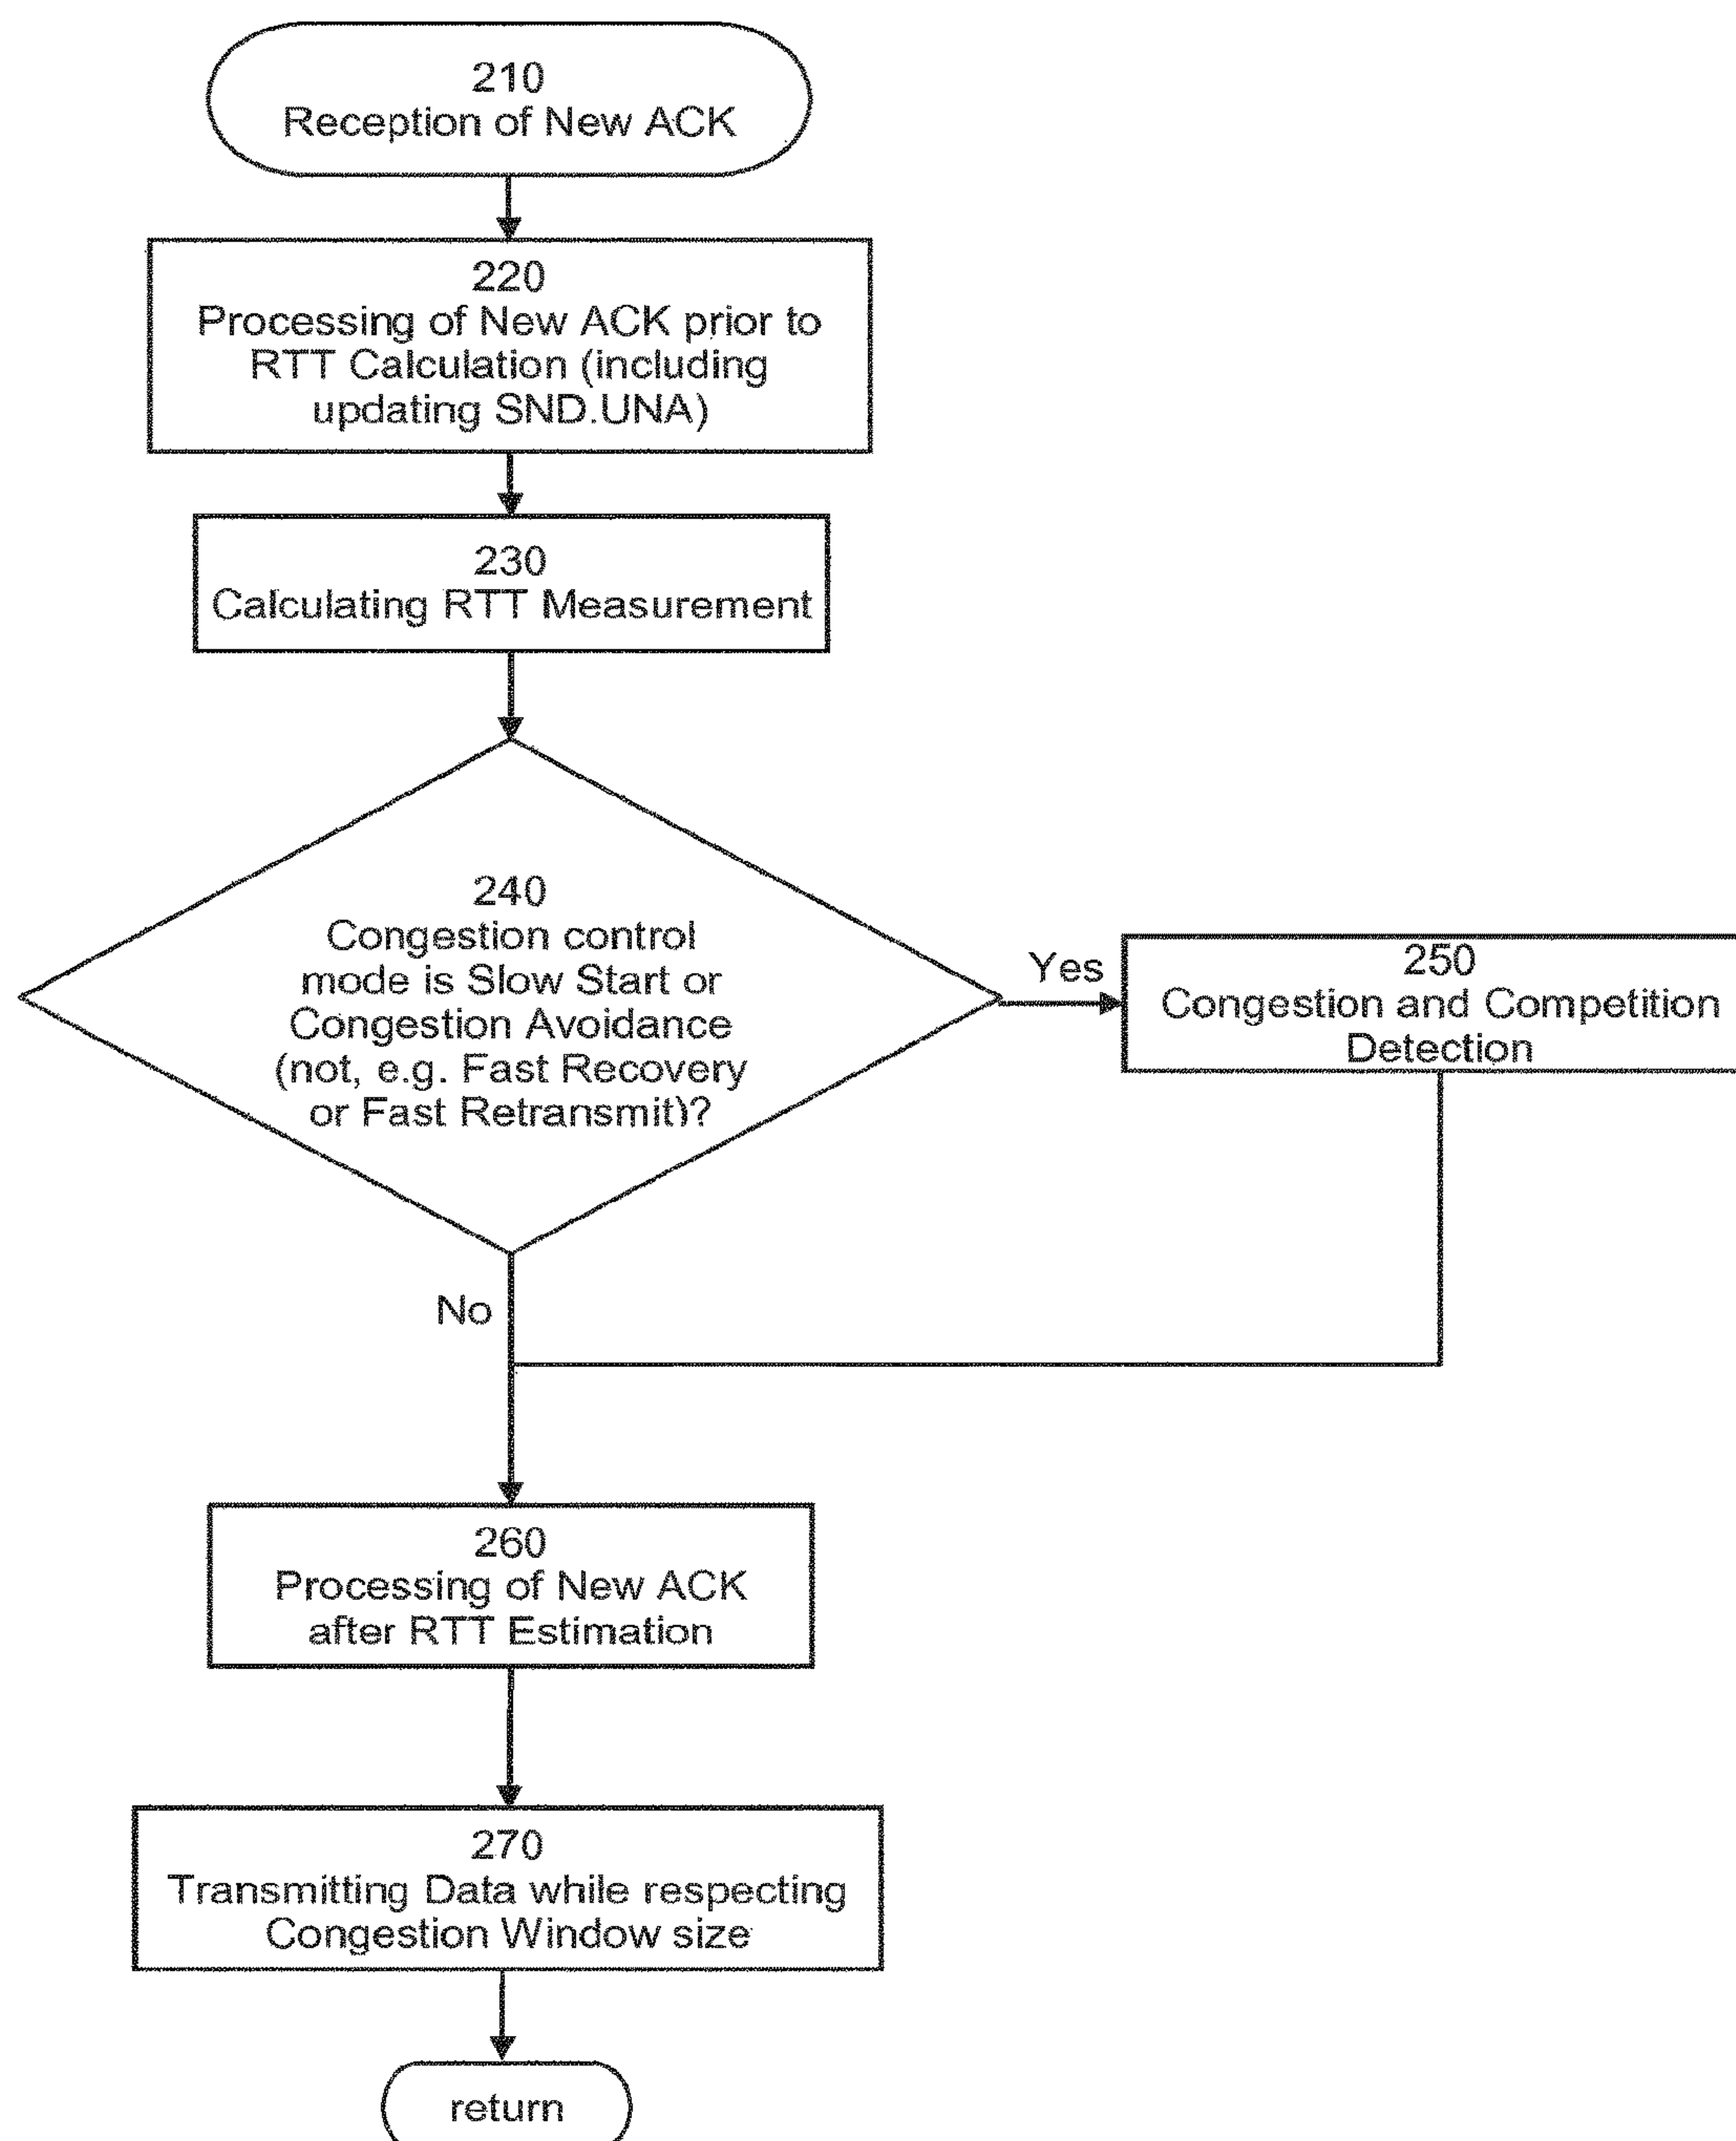 210
Reception of New ACK
220
Processing of New ACK prior to
RTT Calculation (including
updating SND.UNA)
230
Calculating RTT Measurement
240
Congestion control
mode is Slow Start or
Congestion Avoidance
(not, e.g. Fast Recovery
or Fast Retransmit)?
Yes
250
Congestion and Competition
Detection
No
260
Processing of New ACK
after RTT Estimation
270
Transmitting Data while respecting
Congestion Window size
return